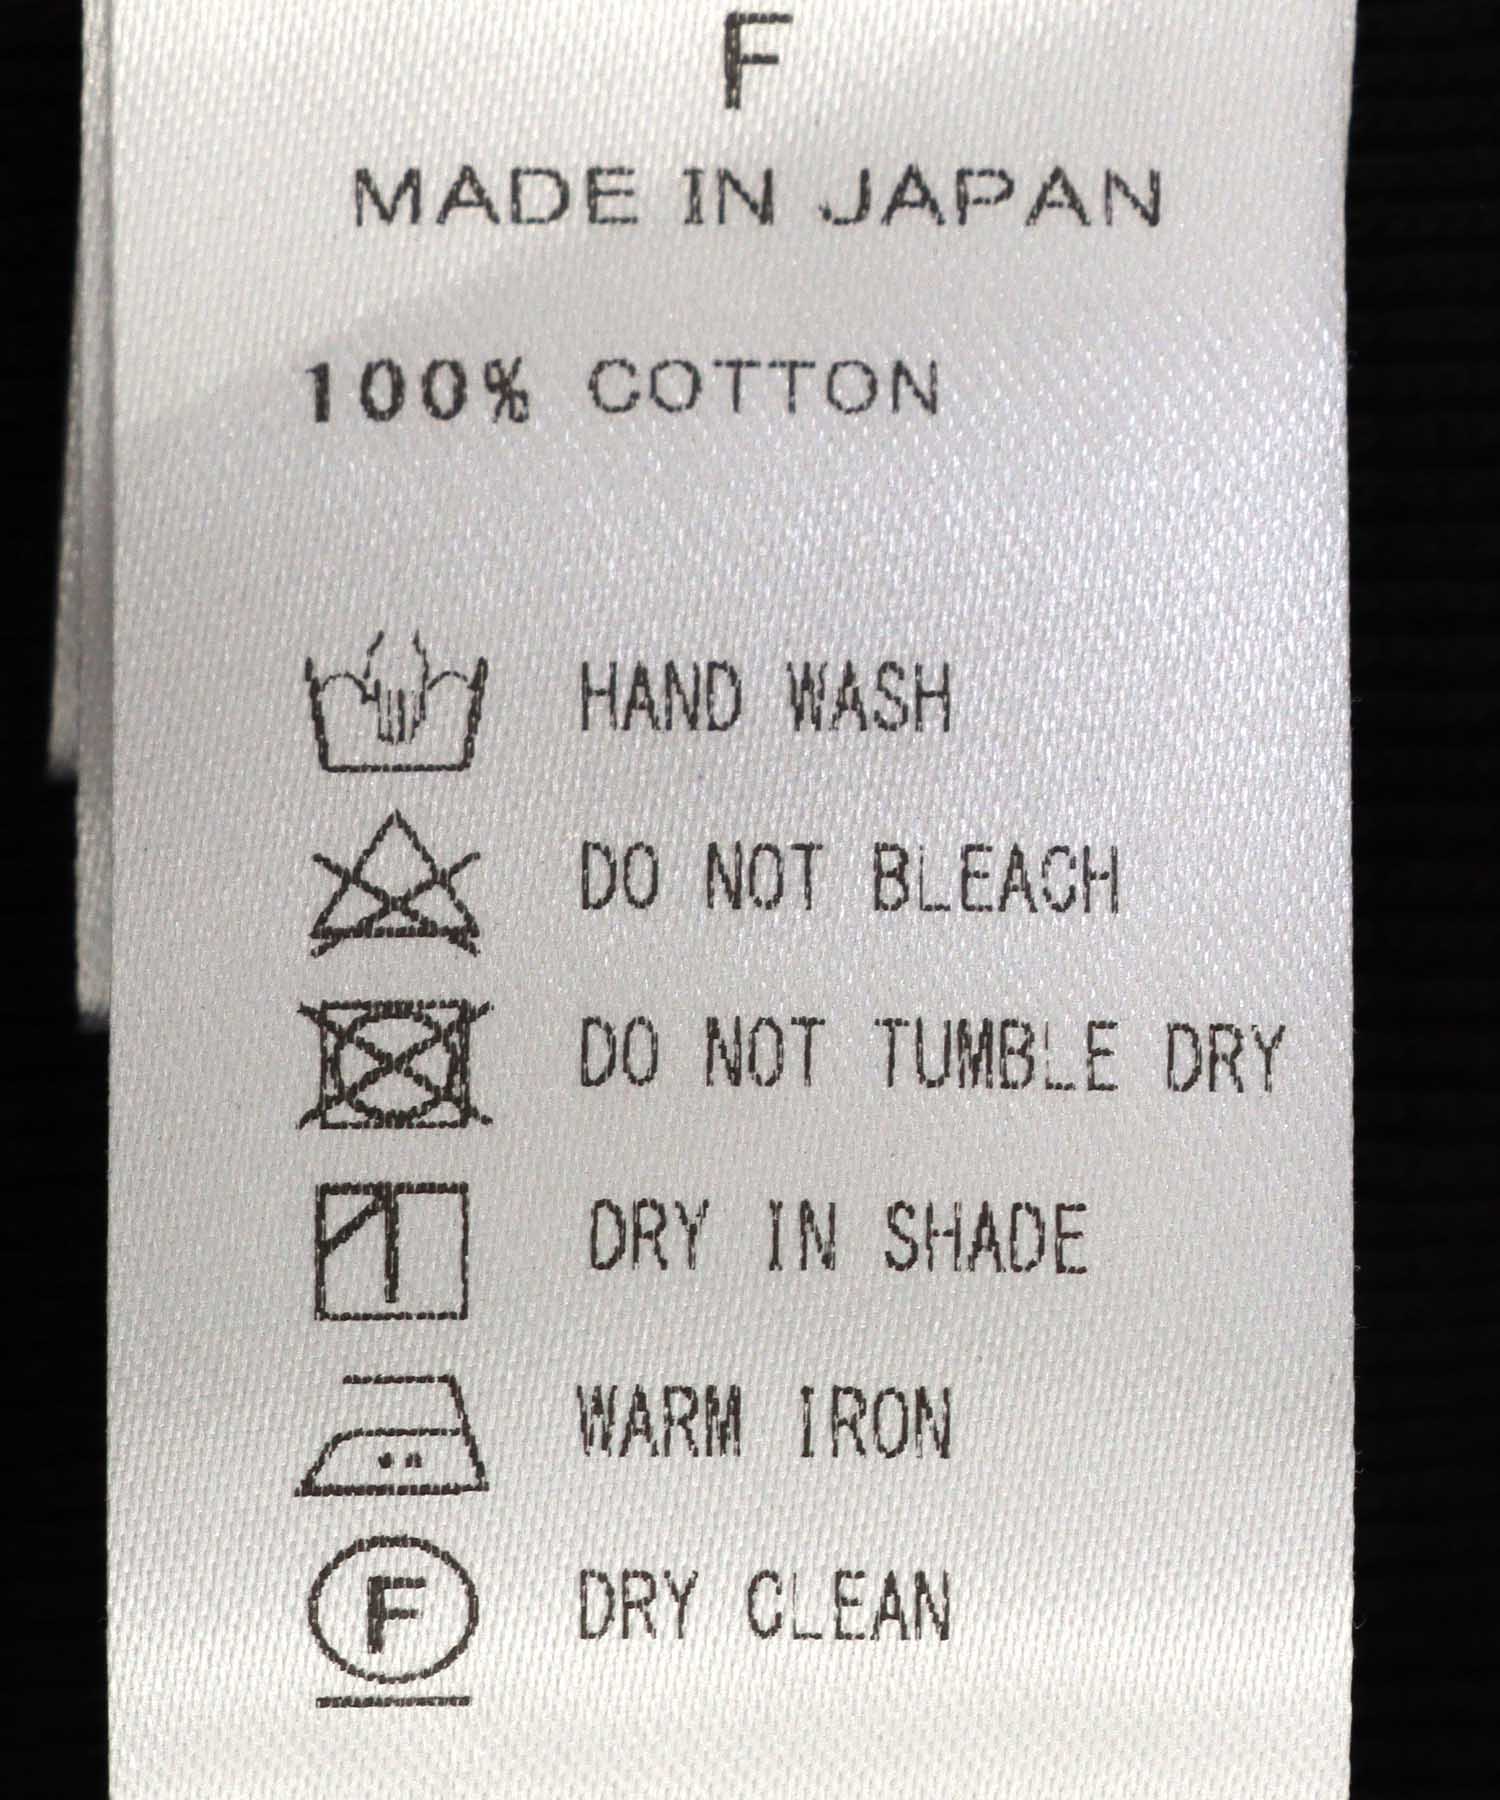 F
MADE IN JAPAN
100% COTTON
HAND WASH
DO NOT BLEACH
DO NOT TUMBLE DRY
DRY IN SHADE
WARM IRON
F DRY CLEAN